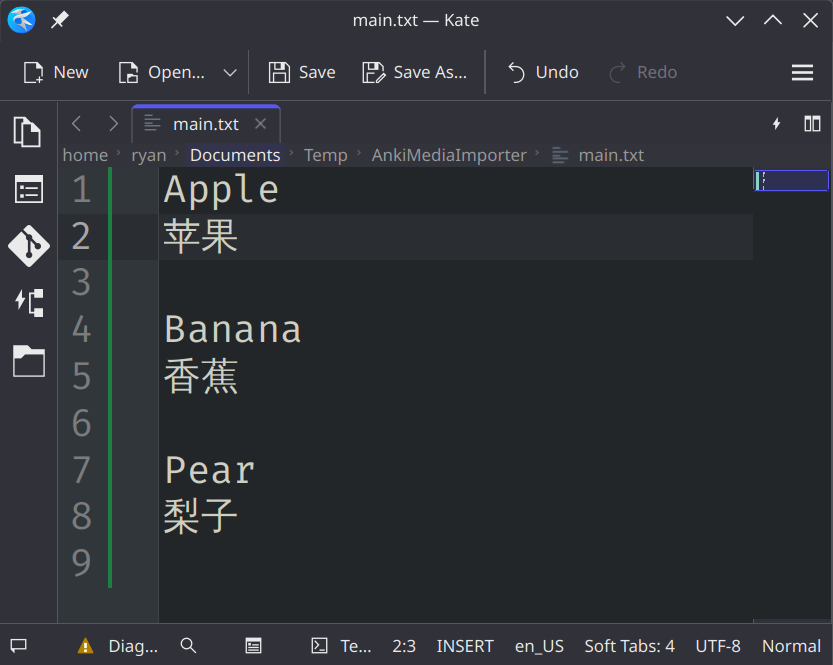 main.txt — Kate
New Open... Save Save As... Undo Redo
main.txt
home ryan Documents Temp AnkiMediaImporter main.txt
1 Apple
2 苹果
3
4 Banana
5 香蕉
6
7 Pear
8 梨子
9
Diag... Te... 2:3 INSERT en_US Soft Tabs: 4 UTF-8 Normal